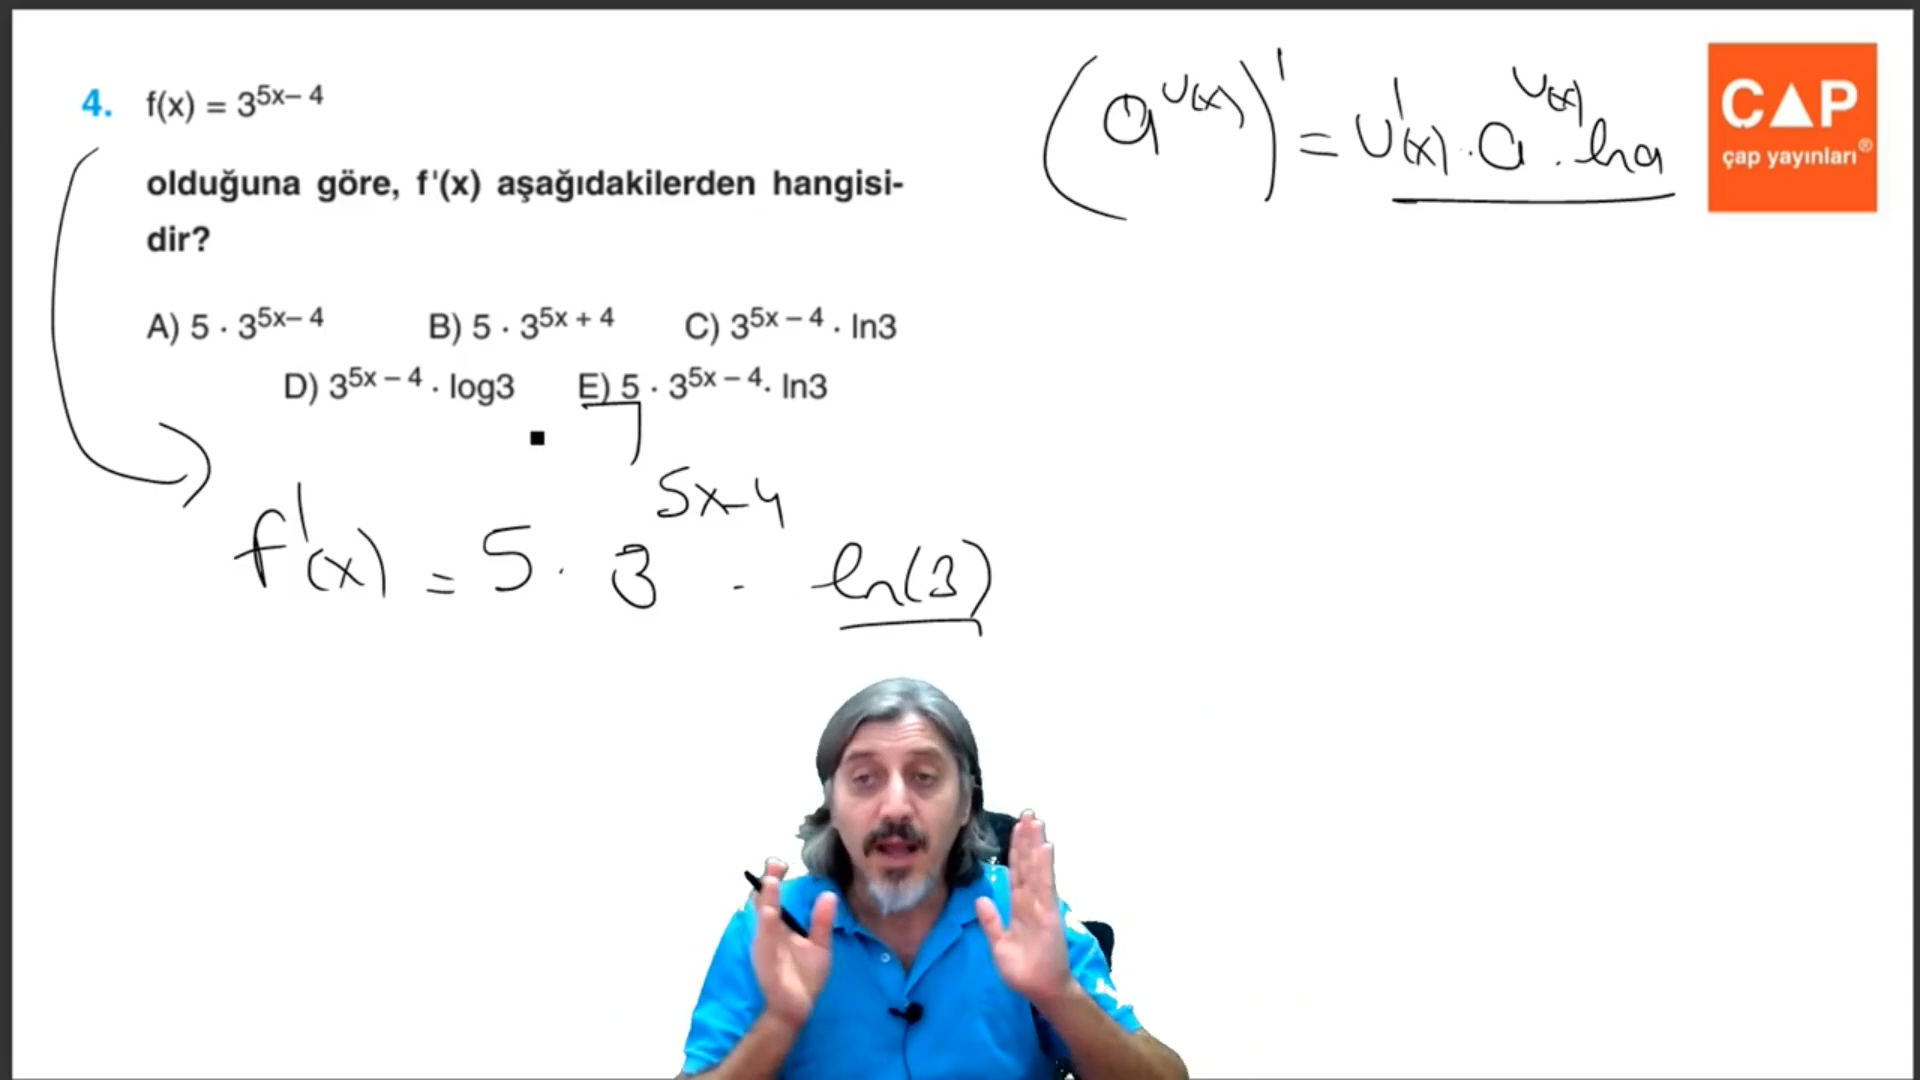 4. f(x) = 3^{5x–4}
olduğuna göre, f'(x) aşağıdakilerden hangisi-
dir?
A) 5 · 3^{5x–4} B) 5 · 3^{5x+4} C) 3^{5x–4} · ln3
D) 3^{5x–4} · log3 E) 5 · 3^{5x–4} · ln3
(a^{U(x)})' = U'(x) · a^{U(x)} · ln a
ÇAP
çap yayınları®
f'(x) = 5 · 3^{5x-4} · ln(3)